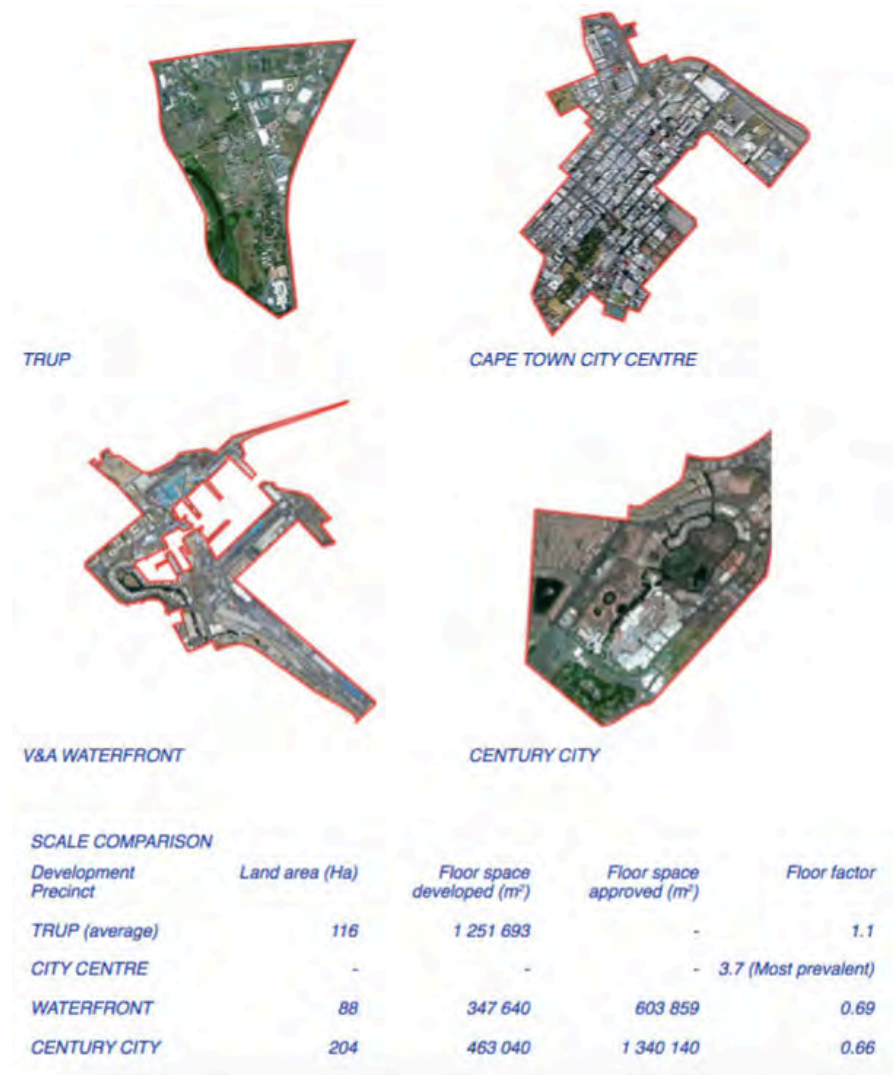 TRUP
CAPE TOWN CITY CENTRE
V&A WATERFRONT
CENTURY CITY
SCALE COMPARISON
Development Precinct Land area (Ha) Floor space developed (m²) Floor space approved (m²) Floor factor
TRUP (average) 116 1 251 693 - 1.1
CITY CENTRE - - - 3.7 (Most prevalent)
WATERFRONT 88 347 640 603 859 0.69
CENTURY CITY 204 463 040 1 340 140 0.66